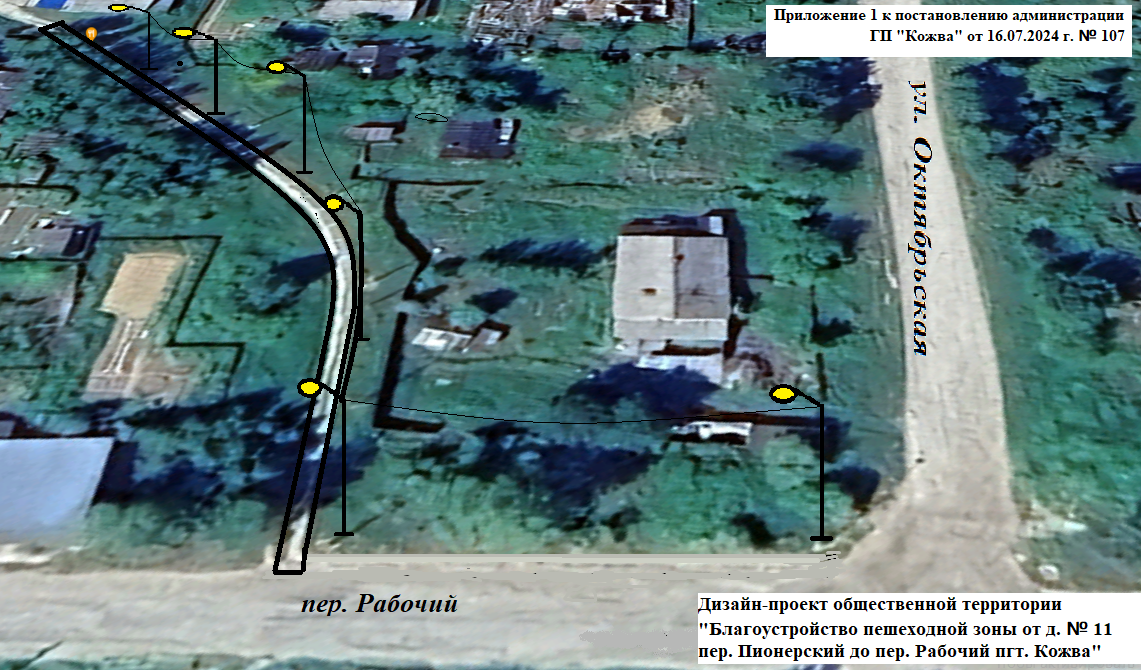 Приложение 1 к постановлению администрации
ГП "Кожва" от 16.07.2024 г. № 107
ул. Октябрьская
пер. Рабочий
Дизайн-проект общественной территории
"Благоустройство пешеходной зоны от д. № 11
пер. Пионерский до пер. Рабочий пгт. Кожва"